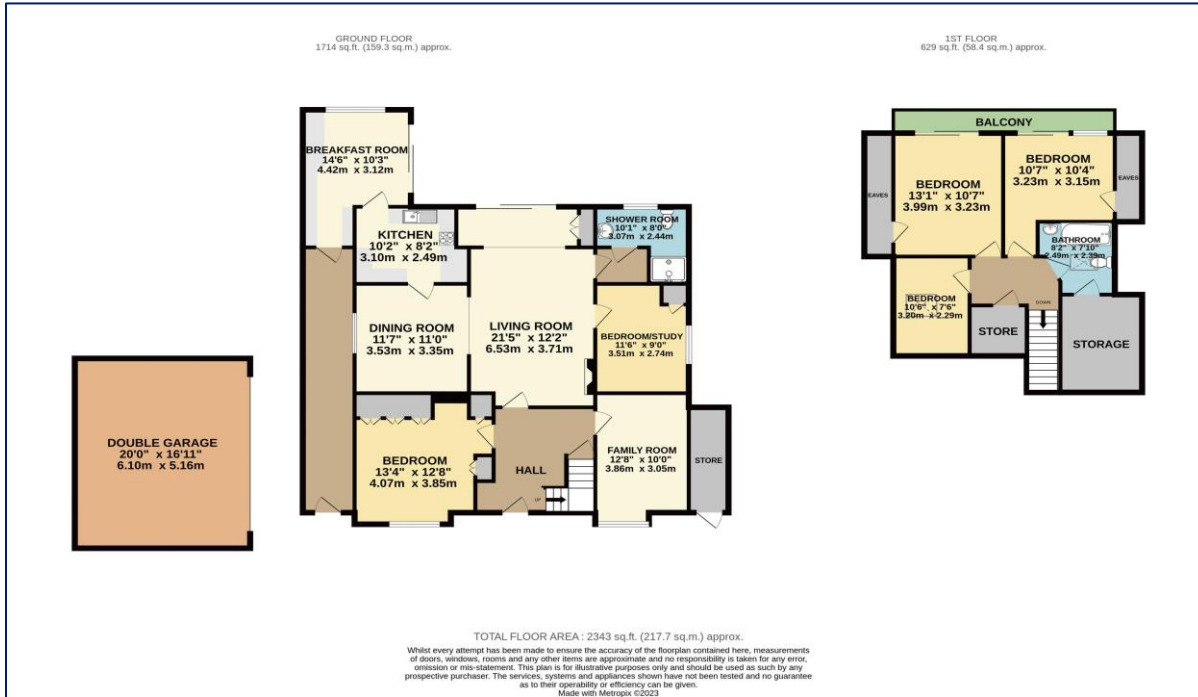 GROUND FLOOR
1714 sq.ft. (159.3 sq.m.) approx.
1ST FLOOR
629 sq.ft. (58.4 sq.m.) approx.
BREAKFAST ROOM
14'6" x 10'3"
4.42m x 3.12m
KITCHEN
10'2" x 8'2"
3.10m x 2.49m
SHOWER ROOM
10'1" x 8'0"
3.07m x 2.44m
DINING ROOM
11'7" x 11'0"
3.53m x 3.35m
LIVING ROOM
21'5" x 12'2"
6.53m x 3.71m
BEDROOM/STUDY
11'6" x 9'0"
3.51m x 2.74m
DOUBLE GARAGE
20'0" x 16'11"
6.10m x 5.16m
BEDROOM
13'4" x 12'8"
4.07m x 3.85m
HALL
UP
FAMILY ROOM
12'8" x 10'0"
3.86m x 3.05m
STORE
BALCONY
EAVES
BEDROOM
13'1" x 10'7"
3.99m x 3.23m
BEDROOM
10'7" x 10'4"
3.23m x 3.15m
EAVES
BATHROOM
8'2" x 7'10"
2.49m x 2.39m
BEDROOM
10'6" x 7'6"
3.20m x 2.29m
DOWN
STORE
STORAGE
TOTAL FLOOR AREA : 2343 sq.ft. (217.7 sq.m.) approx.
Whilst every attempt has been made to ensure the accuracy of the floorplan contained here, measurements
of doors, windows, rooms and any other items are approximate and no responsibility is taken for any error,
omission or mis-statement. This plan is for illustrative purposes only and should be used as such by any
prospective purchaser. The services, systems and appliances shown have not been tested and no guarantee
as to their operability or efficiency can be given.
Made with Metropix ©2023